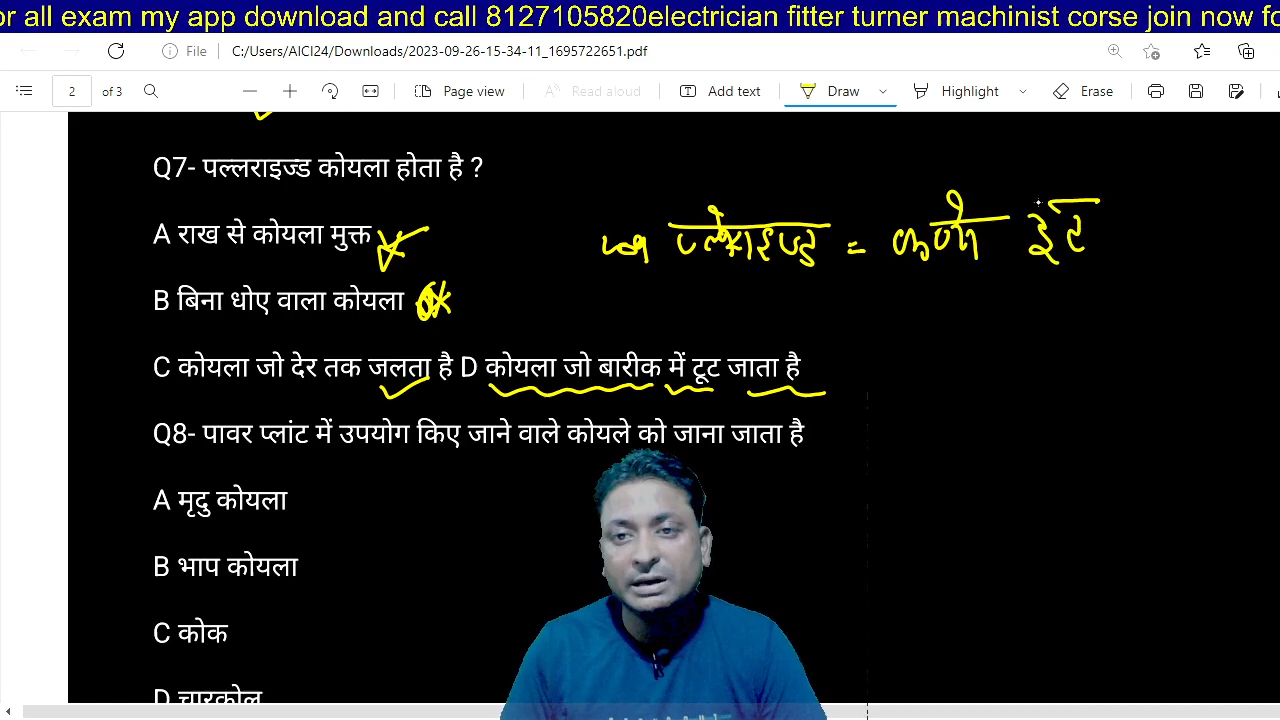 or all exam my app download and call 8127105820electrician fitter turner machinist corse join now fo
File C:/Users/AICI24/Downloads/2023-09-26-15-34-11_1695722651.pdf
2 of 3 Page view Read aloud Add text Draw Highlight Erase
Q7- पल्लराइज्ड कोयला होता है ?
A राख से कोयला मुक्त
B बिना धोए वाला कोयला
C कोयला जो देर तक जलता है D कोयला जो बारीक में टूट जाता है
Q8- पावर प्लांट में उपयोग किए जाने वाले कोयले को जाना जाता है
A मृदु कोयला
B भाप कोयला
C कोक
D चारकोल